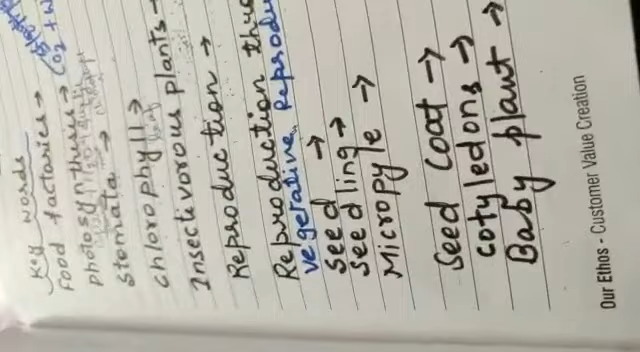 Key words
Food factories →
photosynthesis → CO2 + W
Stomata →
chlorophyll →
Insectivorous plants →
Reproduction →
Reproduction thro
vegetative Reprodu
Seed →
Seedling →
Micropyle →
Seed Coat →
cotyledons →
Baby plant →
Our Ethos - Customer Value Creation